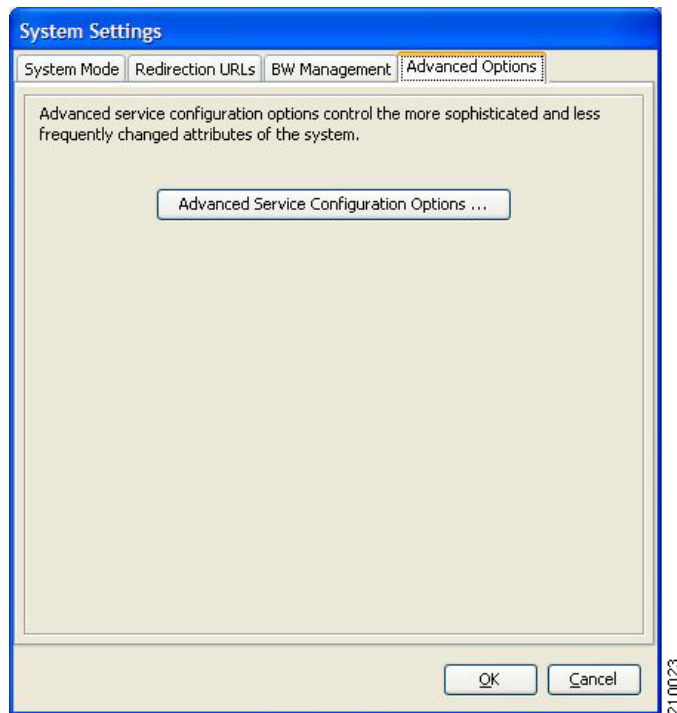 System Settings
System Mode Redirection URLs BW Management Advanced Options
Advanced service configuration options control the more sophisticated and less
frequently changed attributes of the system.
Advanced Service Configuration Options ...
OK Cancel
210023